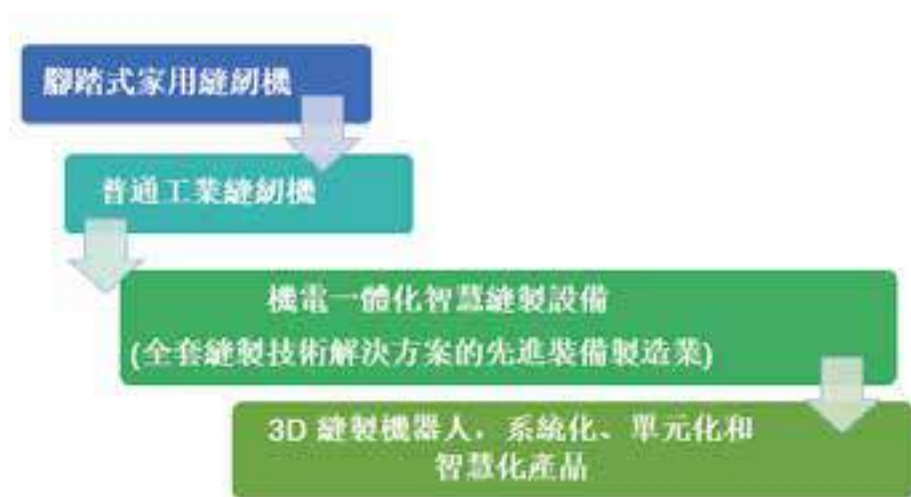 腳踏式家用縫紉機
普通工業縫紉機
機電一體化智慧縫製設備
(全套縫製技術解決方案的先進裝備製造業)
3D 縫製機器人．系統化、單元化和
智慧化產品